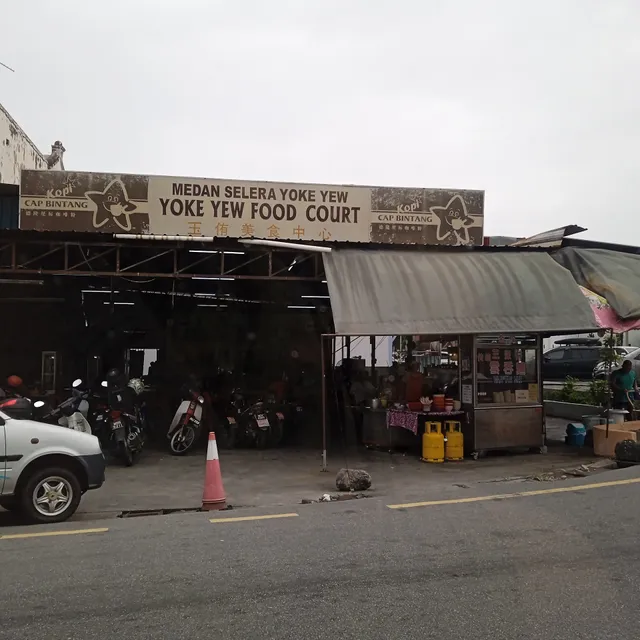 Kopi
CAP BINTANG
MEDAN SELERA YOKE YEW
YOKE YEW FOOD COURT
玉侑美食中心
Kopi
CAP BINTANG